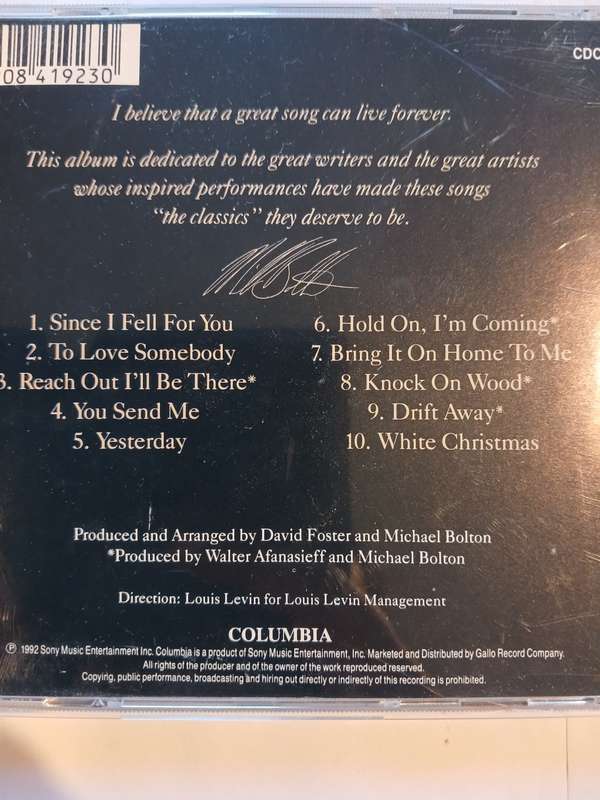 08 419230
CDC
I believe that a great song can live forever.
This album is dedicated to the great writers and the great artists
whose inspired performances have made these songs
“the classics” they deserve to be.
1. Since I Fell For You
2. To Love Somebody
3. Reach Out I'll Be There*
4. You Send Me
5. Yesterday
6. Hold On, I'm Coming*
7. Bring It On Home To Me
8. Knock On Wood*
9. Drift Away*
10. White Christmas
Produced and Arranged by David Foster and Michael Bolton
*Produced by Walter Afanasieff and Michael Bolton
Direction: Louis Levin for Louis Levin Management
COLUMBIA
℗ 1992 Sony Music Entertainment Inc. Columbia is a product of Sony Music Entertainment, Inc. Marketed and Distributed by Gallo Record Company.
All rights of the producer and of the owner of the work reproduced reserved.
Copying, public performance, broadcasting and hiring out directly or indirectly of this recording is prohibited.